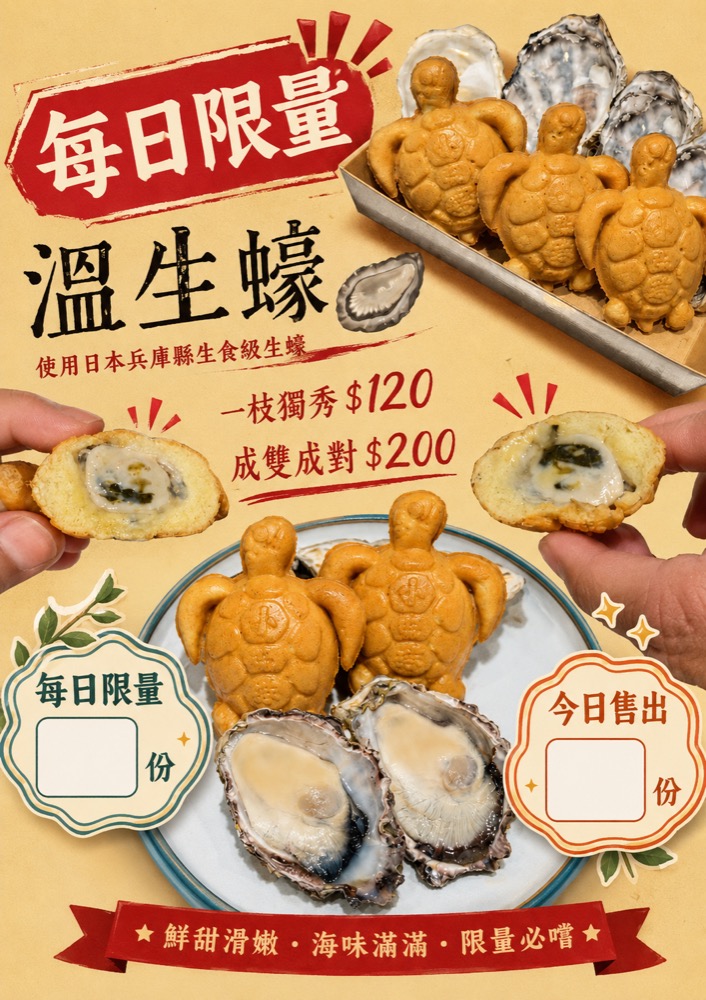 每日限量
溫生蠔
使用日本兵庫縣生食級生蠔
一枝獨秀 $120
成雙成對 $200
每日限量
份
今日售出
份
★ 鮮甜滑嫩・海味滿滿・限量必嚐 ★